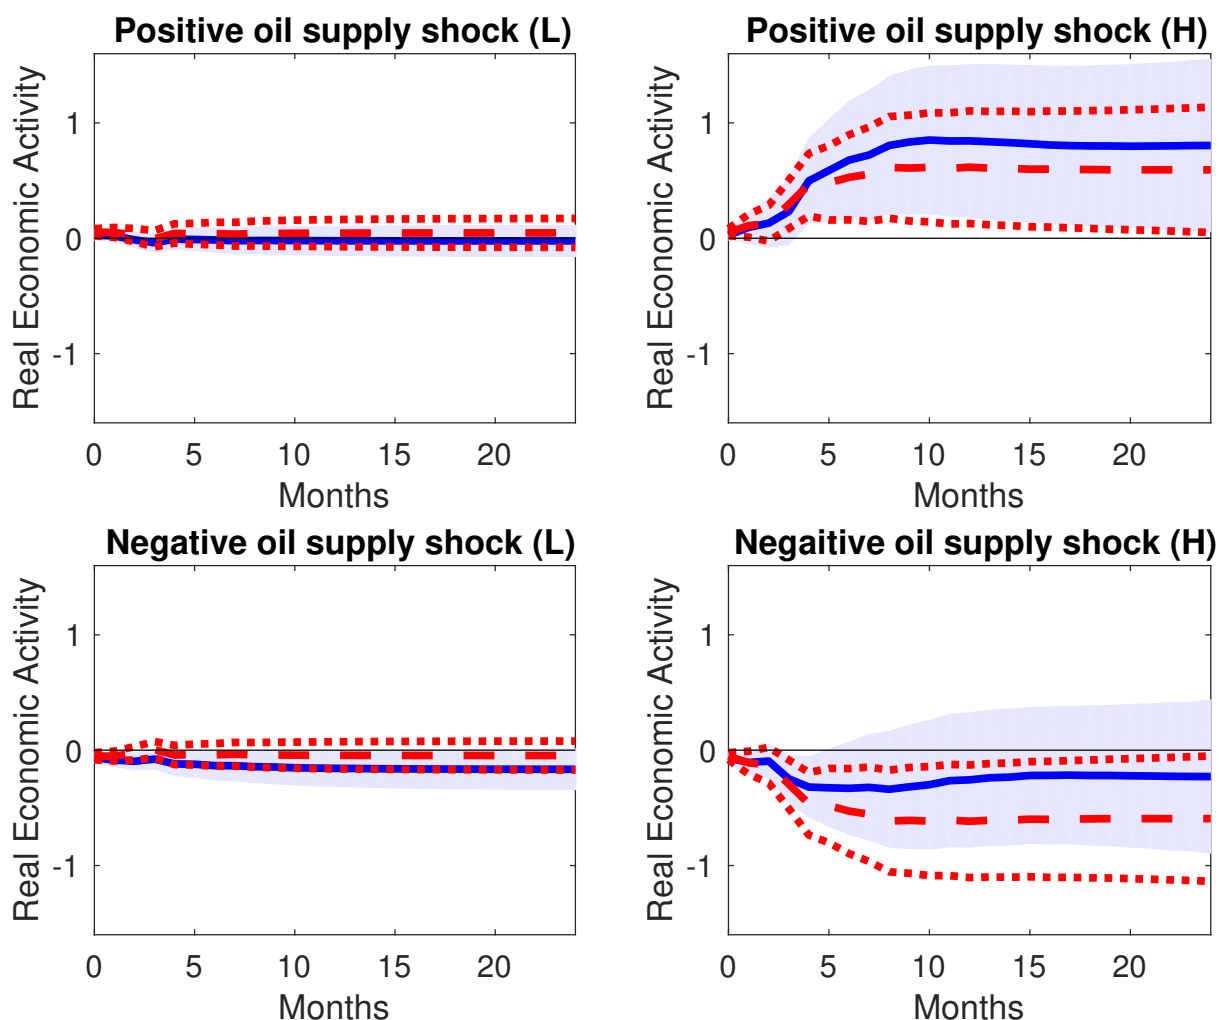 Positive oil supply shock (L)
Real Economic Activity
1
0
-1
0 5 10 15 20
Months
Positive oil supply shock (H)
Real Economic Activity
1
0
-1
0 5 10 15 20
Months
Negative oil supply shock (L)
Real Economic Activity
1
0
-1
0 5 10 15 20
Months
Negaitive oil supply shock (H)
Real Economic Activity
1
0
-1
0 5 10 15 20
Months